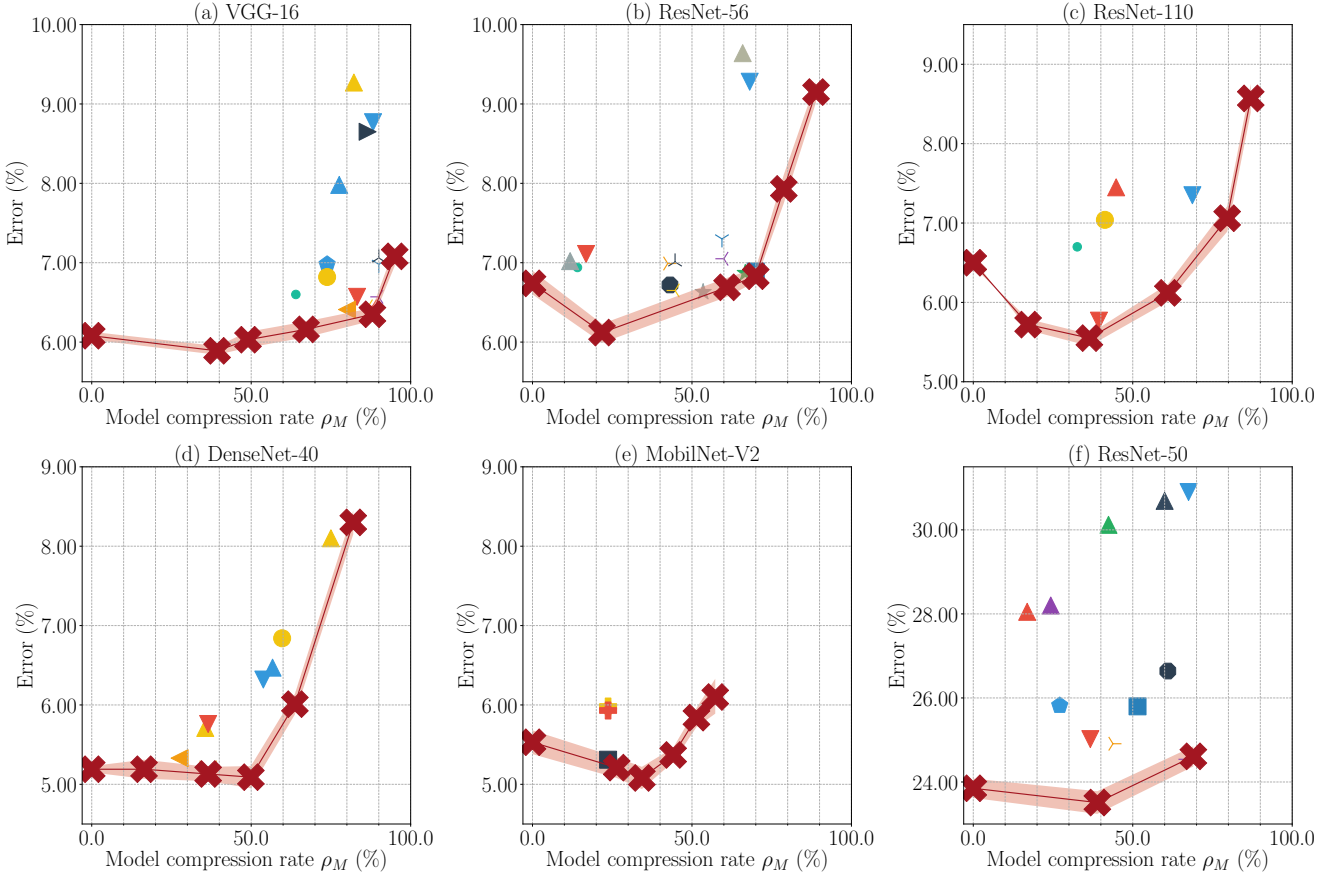 (a) VGG-16
10.00
9.00
8.00
7.00
6.00
Error (%)
0.0 50.0 100.0
Model compression rate ρM (%)
(b) ResNet-56
10.00
9.00
8.00
7.00
6.00
Error (%)
0.0 50.0 100.0
Model compression rate ρM (%)
(c) ResNet-110
9.00
8.00
7.00
6.00
5.00
Error (%)
0.0 50.0 100.0
Model compression rate ρM (%)
(d) DenseNet-40
9.00
8.00
7.00
6.00
5.00
Error (%)
0.0 50.0 100.0
Model compression rate ρM (%)
(e) MobilNet-V2
9.00
8.00
7.00
6.00
5.00
Error (%)
0.0 50.0 100.0
Model compression rate ρM (%)
(f) ResNet-50
30.00
28.00
26.00
24.00
Error (%)
0.0 50.0 100.0
Model compression rate ρM (%)